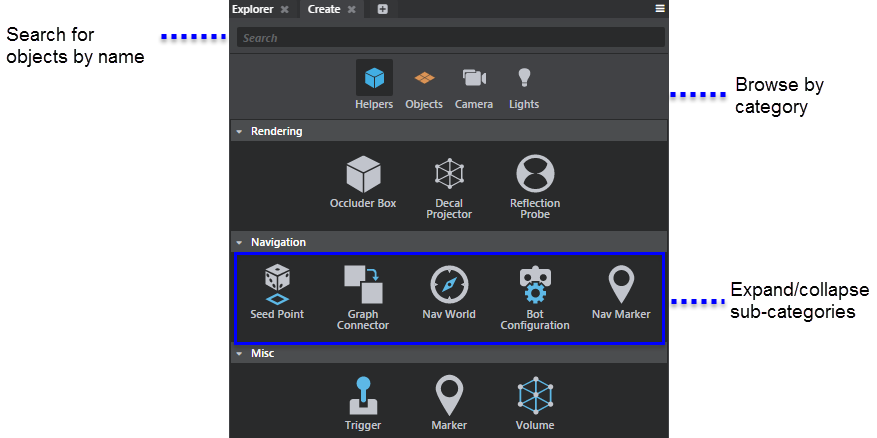 Explorer
Create
Search for
objects by name
Search
Helpers
Objects
Camera
Lights
Browse by
category
Rendering
Occluder Box
Decal
Projector
Reflection
Probe
Navigation
Seed Point
Graph
Connector
Nav World
Bot
Configuration
Nav Marker
Expand/collapse
sub-categories
Misc
Trigger
Marker
Volume